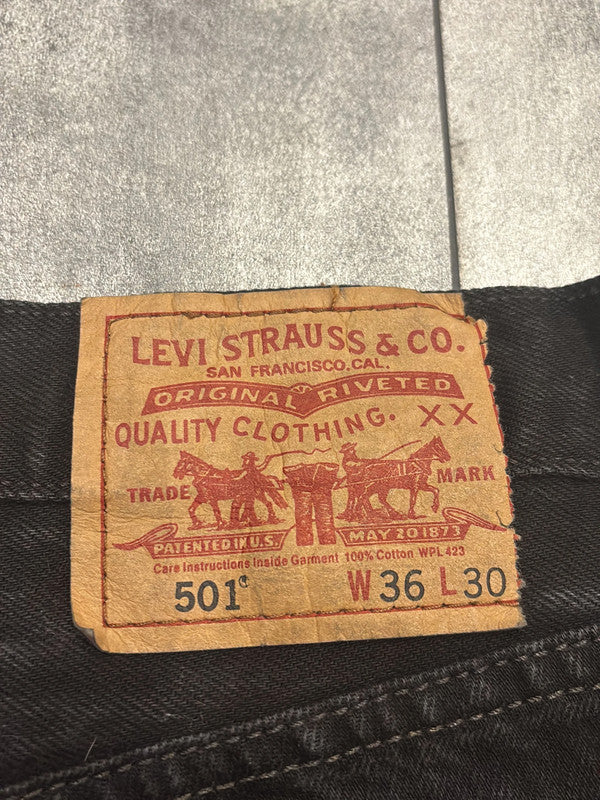 LEVI STRAUSS & CO.
SAN FRANCISCO. CAL.
ORIGINAL RIVETED
QUALITY CLOTHING. XX
TRADE MARK
PATENTED IN U.S. MAY 20 1873
Care Instructions Inside Garment 100% Cotton WPL 423
501 W 36 L 30